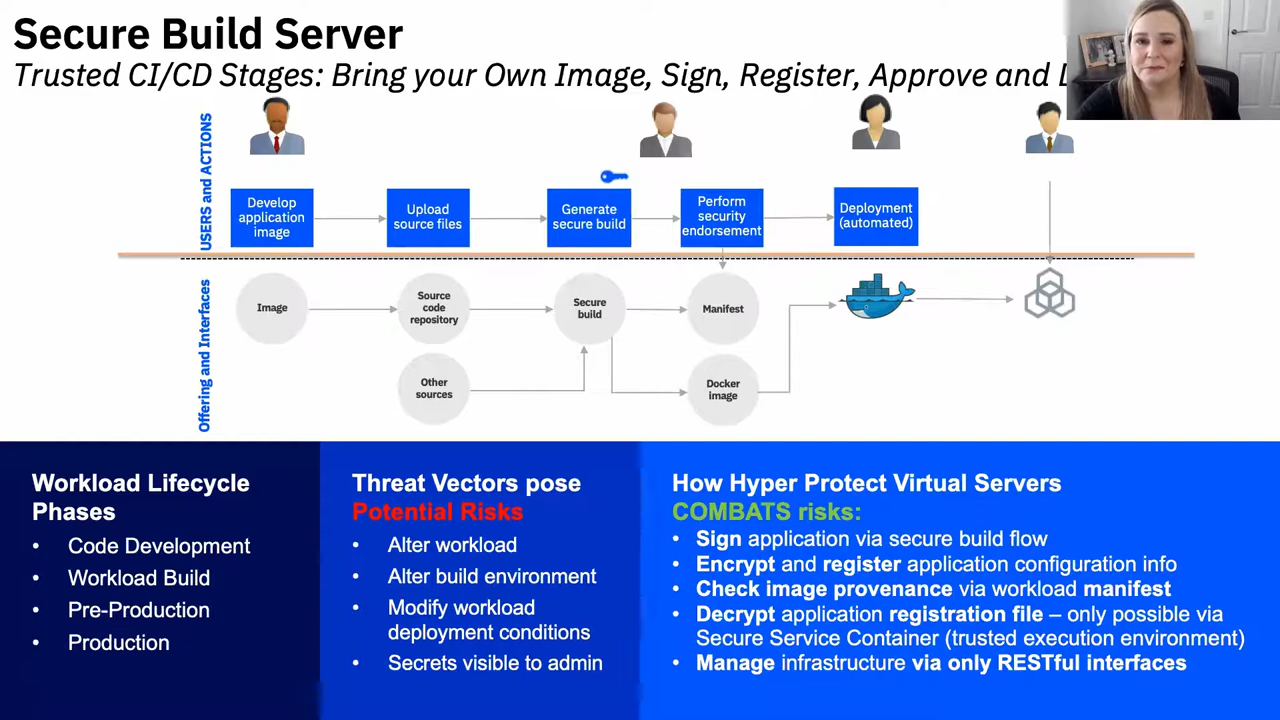 Secure Build Server
Trusted CI/CD Stages: Bring your Own Image, Sign, Register, Approve and
USERS and ACTIONS
Develop
application
image
Upload
source files
Generate
secure build
Perform
security
endorsement
Deployment
(automated)
Offering and Interfaces
Image
Source
code
repository
Secure
build
Manifest
Other
sources
Docker
image
Workload Lifecycle
Phases
• Code Development
• Workload Build
• Pre-Production
• Production
Threat Vectors pose
Potential Risks
• Alter workload
• Alter build environment
• Modify workload
deployment conditions
• Secrets visible to admin
How Hyper Protect Virtual Servers
COMBATS risks:
• Sign application via secure build flow
• Encrypt and register application configuration info
• Check image provenance via workload manifest
• Decrypt application registration file – only possible via
Secure Service Container (trusted execution environment)
• Manage infrastructure via only RESTful interfaces